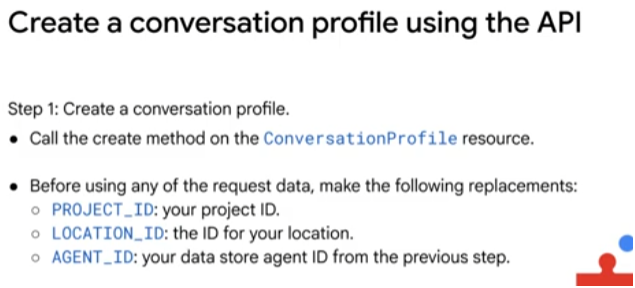 Create a conversation profile using the API
Step 1: Create a conversation profile.
• Call the create method on the ConversationProfile resource.
• Before using any of the request data, make the following replacements:
○ PROJECT_ID: your project ID.
○ LOCATION_ID: the ID for your location.
○ AGENT_ID: your data store agent ID from the previous step.